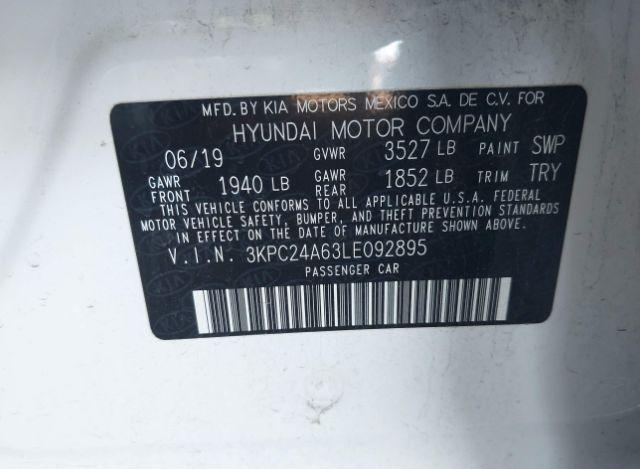 MFD. BY KIA MOTORS MEXICO S.A. DE C.V. FOR
HYUNDAI MOTOR COMPANY
06/19 GVWR 3527 LB PAINT SWP
GAWR FRONT 1940 LB GAWR REAR 1852 LB TRIM TRY
THIS VEHICLE CONFORMS TO ALL APPLICABLE U.S.A. FEDERAL
MOTOR VEHICLE SAFETY, BUMPER, AND THEFT PREVENTION STANDARDS
IN EFFECT ON THE DATE OF MANUFACTURE SHOWN ABOVE.
V.I.N. 3KPC24A63LE092895
PASSENGER CAR